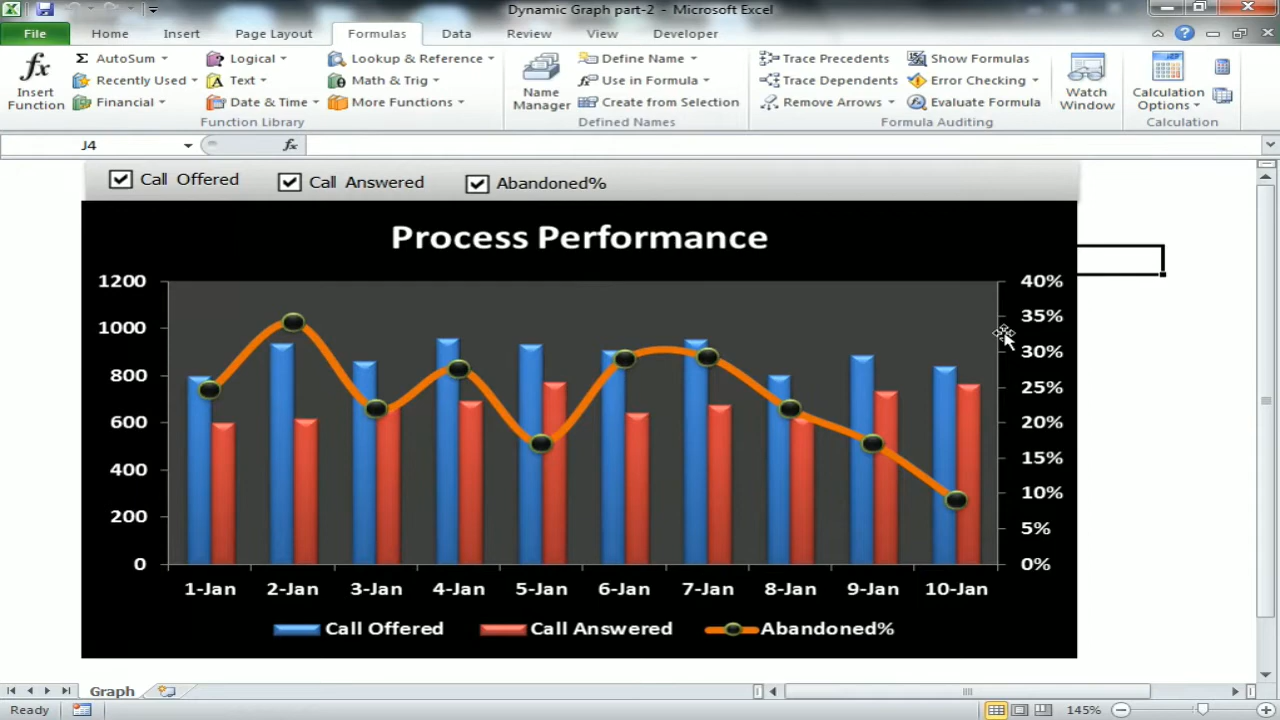 Dynamic Graph part-2 - Microsoft Excel
File Home Insert Page Layout Formulas Data Review View Developer
fx Insert Function
Σ AutoSum
Recently Used
Financial
Logical
Text
Date & Time
Lookup & Reference
Math & Trig
More Functions
Function Library
Name Manager
Define Name
Use in Formula
Create from Selection
Defined Names
Trace Precedents
Trace Dependents
Remove Arrows
Show Formulas
Error Checking
Evaluate Formula
Formula Auditing
Watch Window
Calculation Options
Calculation
J4 fx
Call Offered Call Answered Abandoned%
Process Performance
1200 40%
1000 35%
800 30%
600 25%
400 20%
200 15%
0 10%
5%
0%
1-Jan 2-Jan 3-Jan 4-Jan 5-Jan 6-Jan 7-Jan 8-Jan 9-Jan 10-Jan
Call Offered Call Answered Abandoned%
Graph
Ready 145%